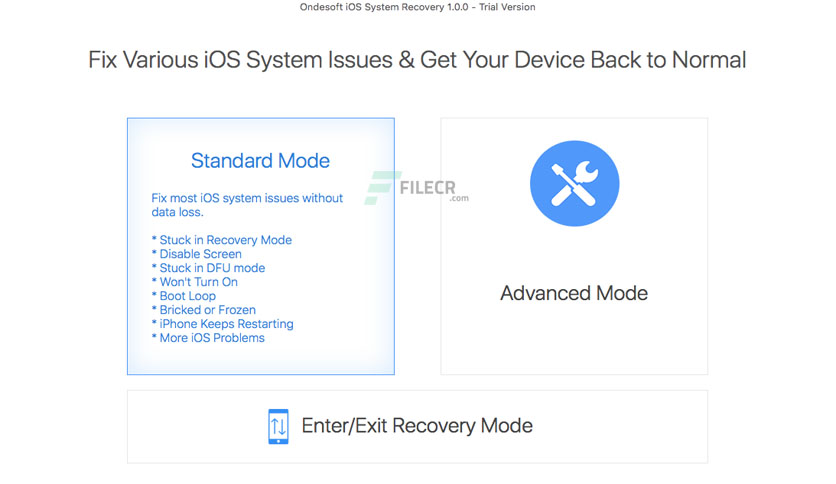 Ondesoft iOS System Recovery 1.0.0 - Trial Version
Fix Various iOS System Issues & Get Your Device Back to Normal
Standard Mode
Fix most iOS system issues without
data loss.
* Stuck in Recovery Mode
* Disable Screen
* Stuck in DFU mode
* Won't Turn On
* Boot Loop
* Bricked or Frozen
* iPhone Keeps Restarting
* More iOS Problems
FILECR
.com
Advanced Mode
Enter/Exit Recovery Mode